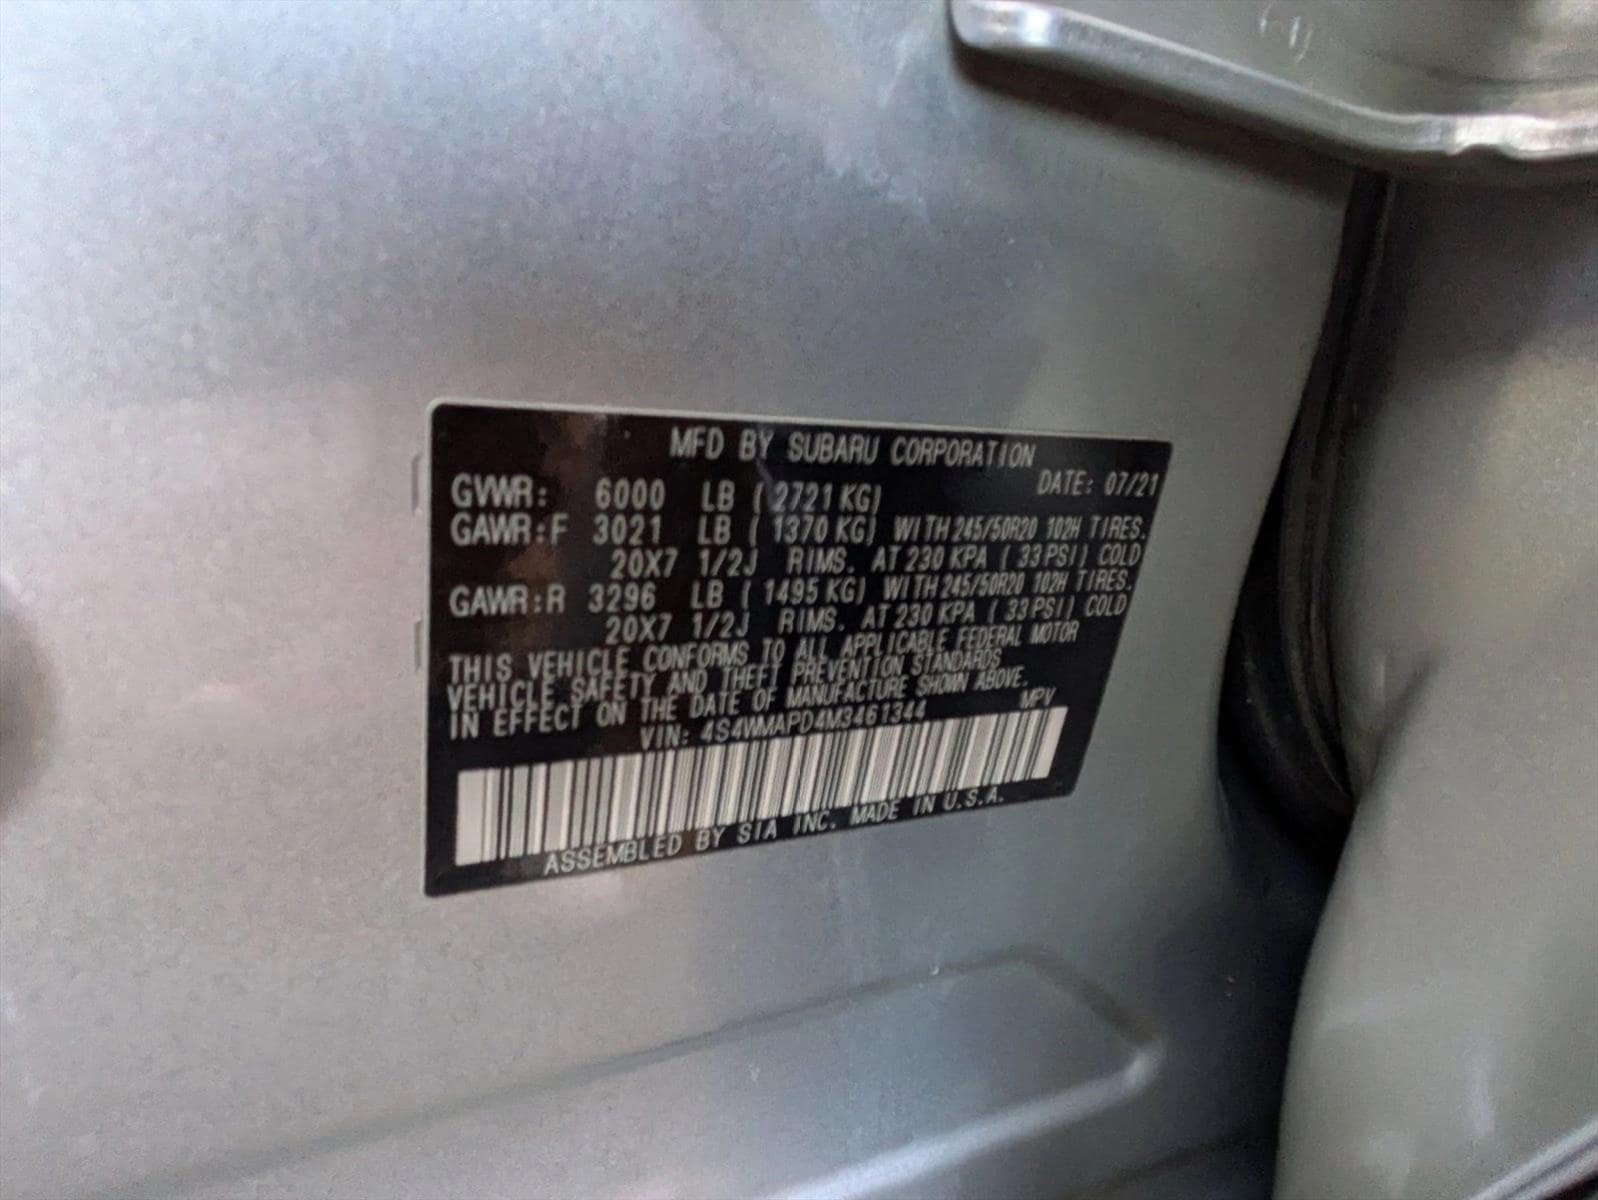 MFD BY SUBARU CORPORATION
DATE: 07/21
GVWR: 6000 LB ( 2721 KG)
GAWR:F 3021 LB ( 1370 KG) WITH 245/50R20 102H TIRES.
20X7 1/2J RIMS. AT 230 KPA ( 33 PSI) COLD
GAWR:R 3296 LB ( 1495 KG) WITH 245/50R20 102H TIRES.
20X7 1/2J RIMS. AT 230 KPA ( 33 PSI) COLD
THIS VEHICLE CONFORMS TO ALL APPLICABLE FEDERAL MOTOR
VEHICLE SAFETY AND THEFT PREVENTION STANDARDS
IN EFFECT ON THE DATE OF MANUFACTURE SHOWN ABOVE.
VIN: 4S4WMAPD4M3461344 MPV
ASSEMBLED BY SIA INC. MADE IN U.S.A.